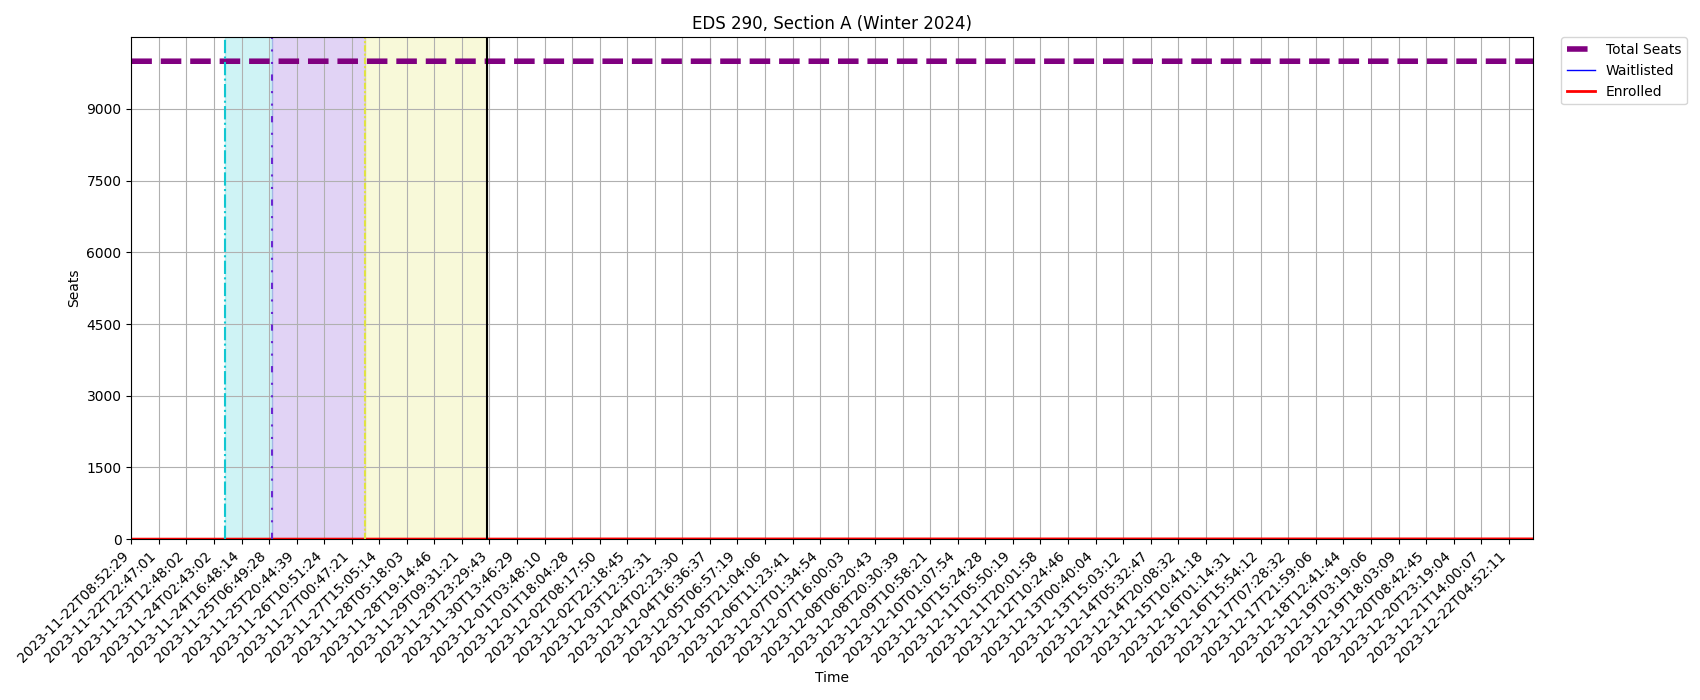 EDS 290, Section A (Winter 2024)
Total Seats
Waitlisted
Enrolled
9000
7500
6000
4500
3000
1500
0
Seats
2023-11-22T08:52:29
2023-11-22T22:47:01
2023-11-23T12:48:02
2023-11-24T02:43:02
2023-11-24T16:48:14
2023-11-25T06:49:28
2023-11-25T20:44:39
2023-11-26T10:51:24
2023-11-27T00:47:21
2023-11-27T15:05:14
2023-11-28T05:18:03
2023-11-28T19:14:46
2023-11-29T09:31:21
2023-11-29T23:29:43
2023-11-30T13:46:29
2023-12-01T03:48:10
2023-12-01T18:04:28
2023-12-02T08:17:50
2023-12-02T22:18:45
2023-12-03T12:32:31
2023-12-04T02:23:30
2023-12-04T16:36:37
2023-12-05T06:57:19
2023-12-05T21:04:06
2023-12-06T11:23:41
2023-12-07T01:34:54
2023-12-07T16:00:03
2023-12-08T06:20:43
2023-12-08T20:30:39
2023-12-09T10:58:21
2023-12-10T01:07:54
2023-12-10T15:24:28
2023-12-11T05:50:19
2023-12-11T20:01:58
2023-12-12T10:24:46
2023-12-13T00:40:04
2023-12-13T15:03:12
2023-12-14T05:32:47
2023-12-14T20:08:32
2023-12-15T10:41:18
2023-12-16T01:14:31
2023-12-16T15:54:12
2023-12-17T07:28:32
2023-12-17T21:59:06
2023-12-18T12:41:44
2023-12-19T03:19:06
2023-12-19T18:03:09
2023-12-20T08:42:45
2023-12-20T23:19:04
2023-12-21T14:00:07
2023-12-22T04:52:11
Time